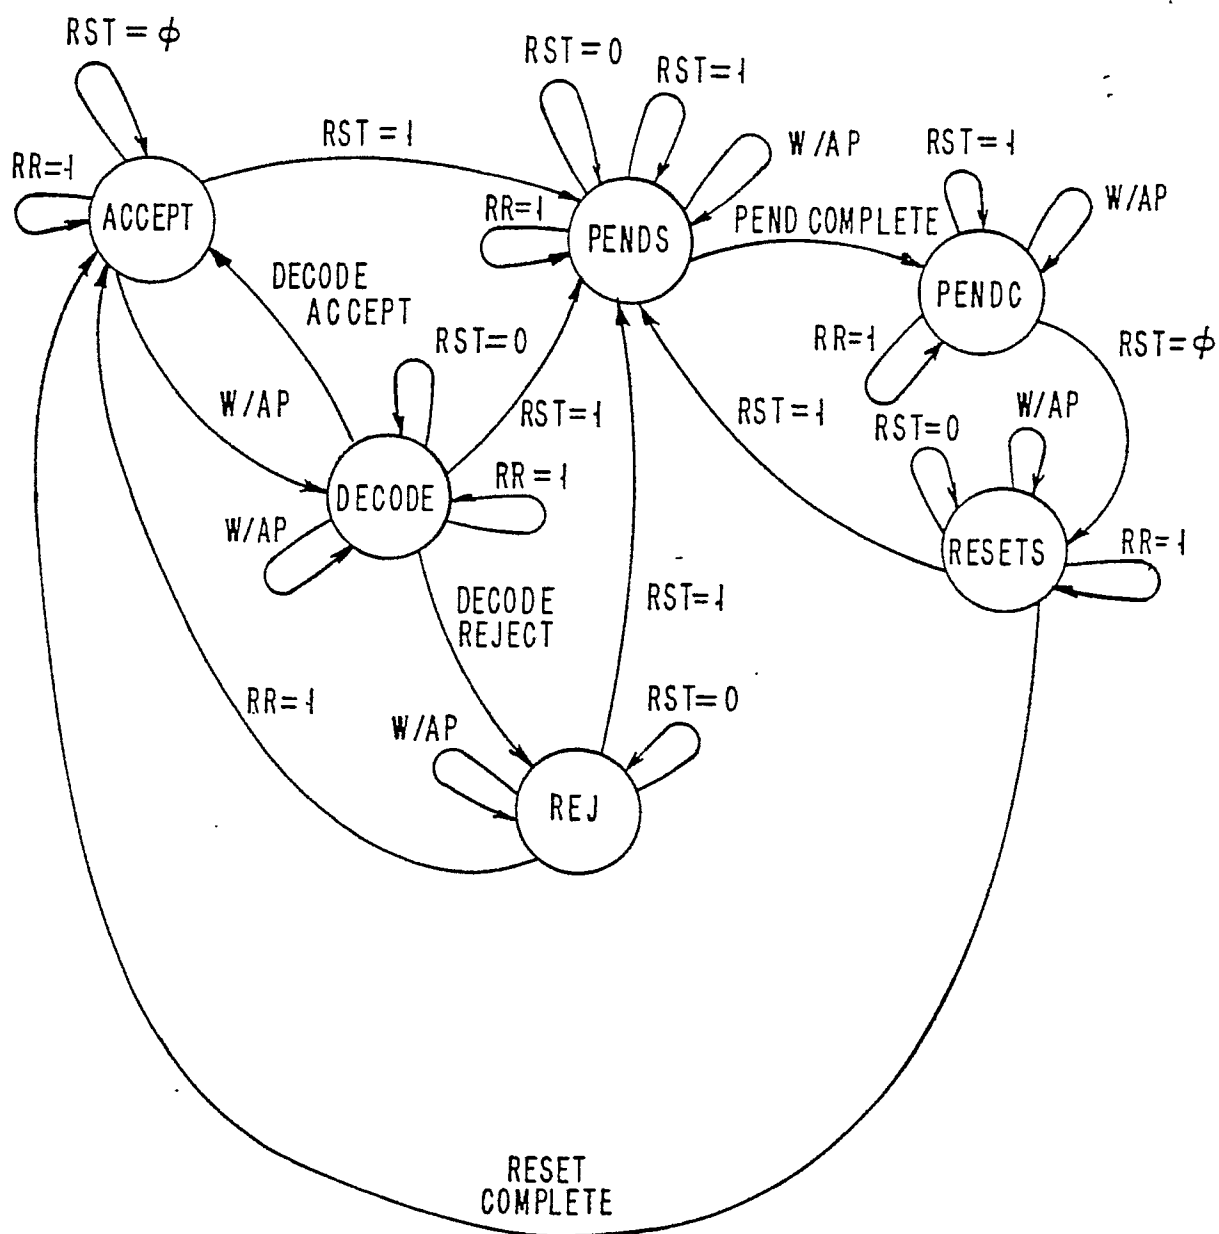 RST=ϕ
RST=0
RST=1
RST=1
W/AP
RST=1
RR=1
ACCEPT
RR=1
PENDS
PEND COMPLETE
W/AP
PENDC
DECODE
ACCEPT
RST=0
RR=1
RST=ϕ
W/AP
RST=1
RST=1
RST=0
W/AP
DECODE
RR=1
W/AP
RESETS
RR=1
DECODE
REJECT
RST=1
RR=1
W/AP
RST=0
REJ
RESET
COMPLETE